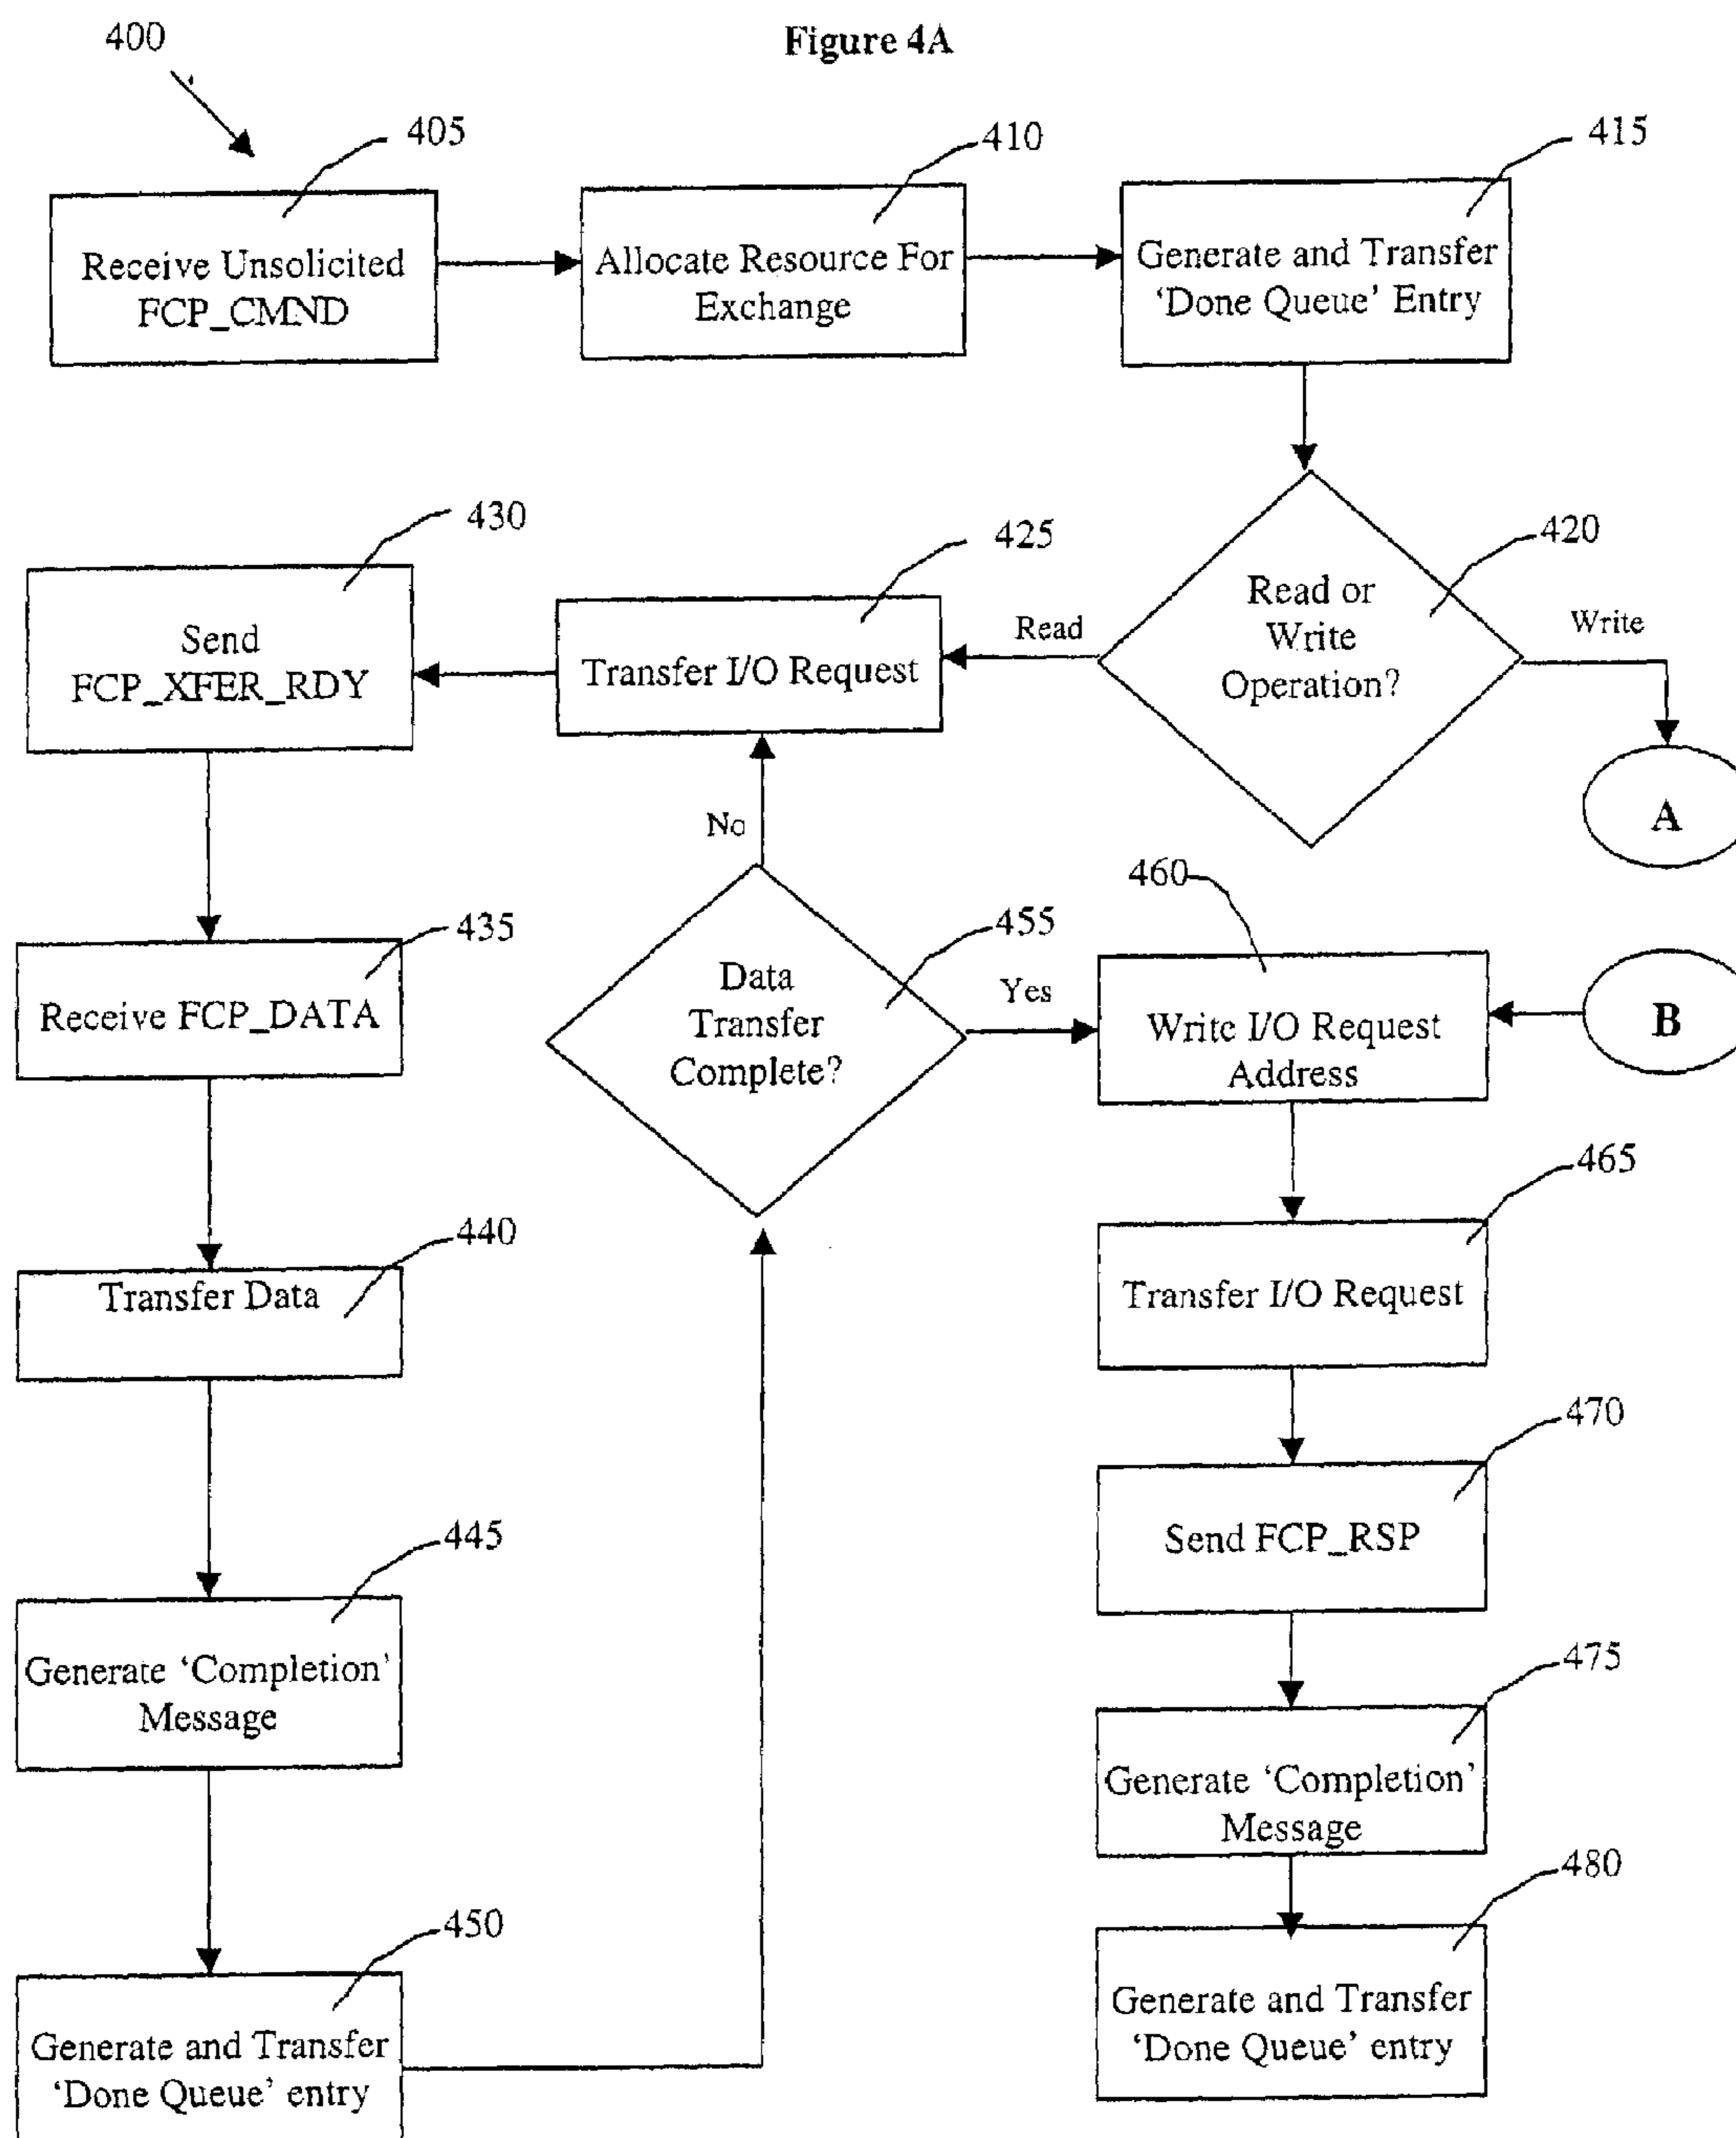 Figure 4A
400
405
410
415
Receive Unsolicited
FCP_CMND
Allocate Resource For
Exchange
Generate and Transfer
‘Done Queue’ Entry
430
425
420
Send
FCP_XFER_RDY
Transfer I/O Request
Read
Read or
Write
Operation?
Write
A
No
435
455
460
Receive FCP_DATA
Data
Transfer
Complete?
Yes
Write I/O Request
Address
B
440
465
Transfer Data
Transfer I/O Request
470
Send FCP_RSP
445
475
Generate ‘Completion’
Message
Generate ‘Completion’
Message
450
480
Generate and Transfer
‘Done Queue’ entry
Generate and Transfer
‘Done Queue’ entry